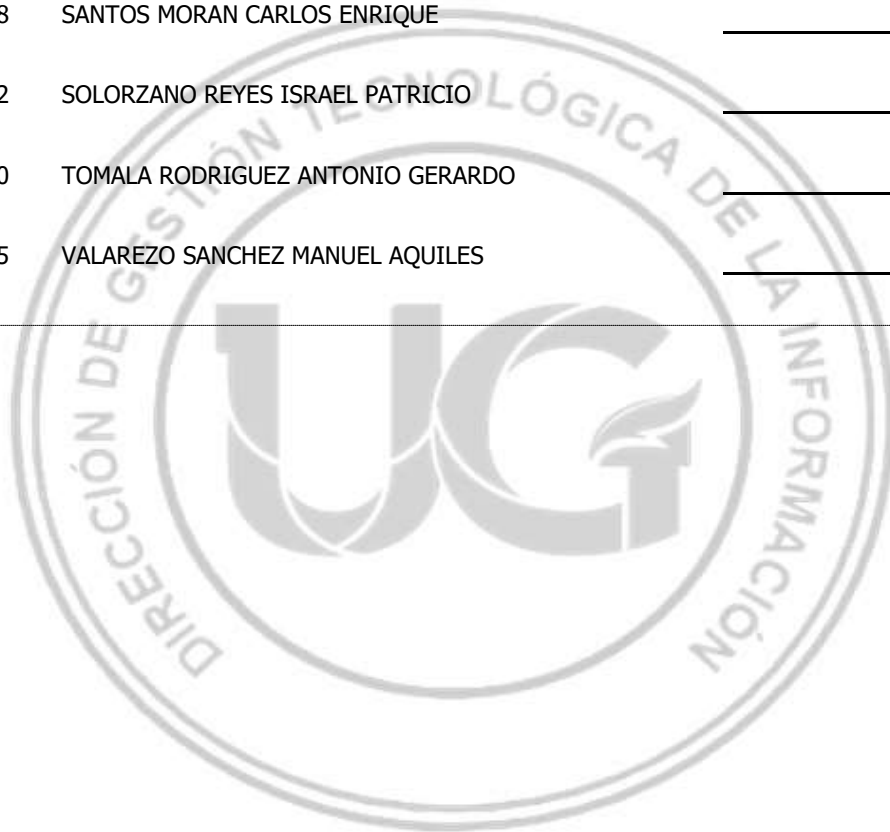 8 SANTOS MORAN CARLOS ENRIQUE
2 SOLORZANO REYES ISRAEL PATRICIO
0 TOMALA RODRIGUEZ ANTONIO GERARDO
5 VALAREZO SANCHEZ MANUEL AQUILES
DIRECCIÓN DE GESTIÓN TECNOLÓGICA DE LA INFORMACIÓN
UG